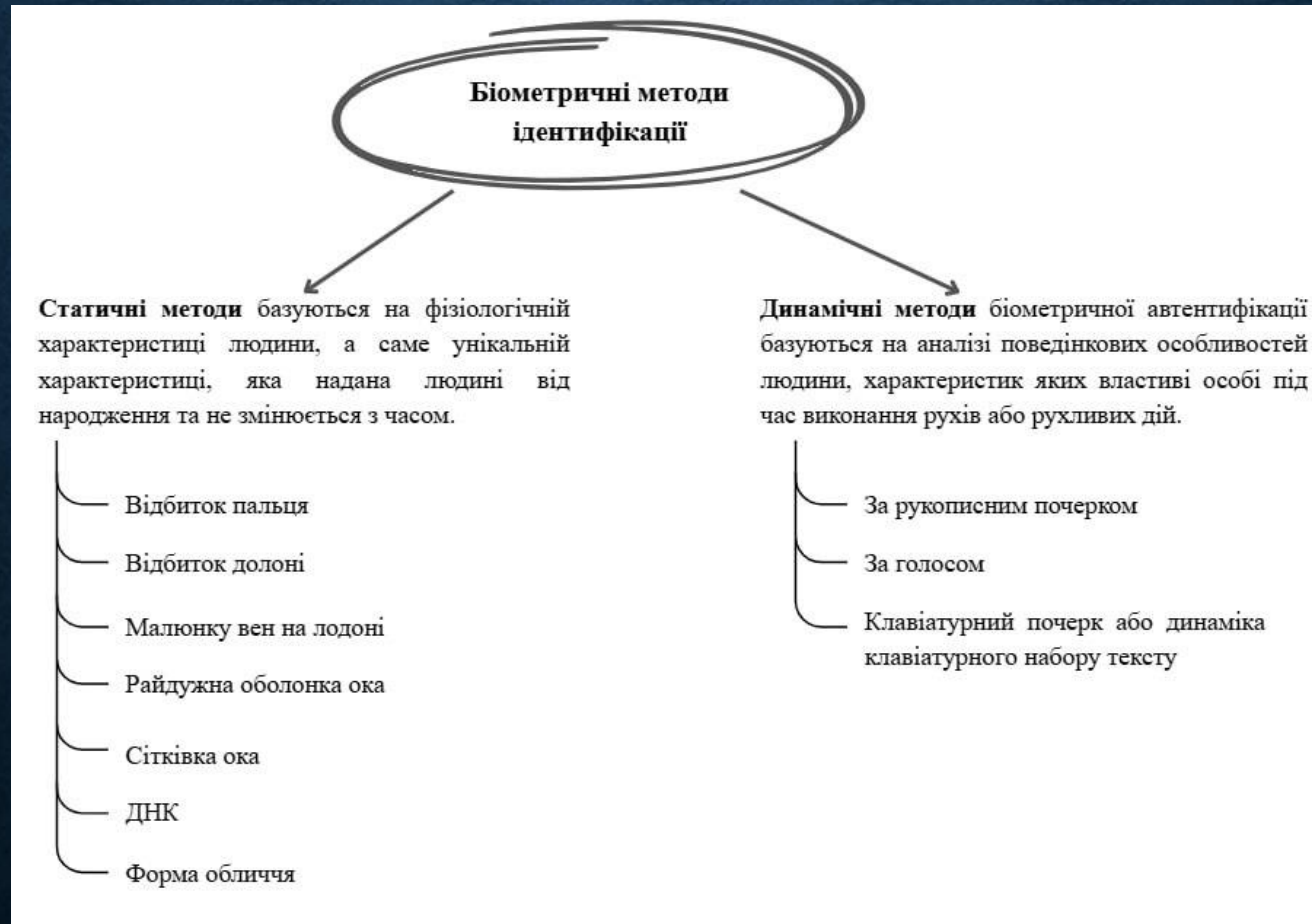 Біометричні методи
ідентифікації
Статичні методи базуються на фізіологічній
характеристиці людини, а саме унікальній
характеристиці, яка надана людині від
народження та не змінюється з часом.
Відбиток пальця
Відбиток долоні
Малюнку вен на лодоні
Райдужна оболонка ока
Сітківка ока
ДНК
Форма обличчя
Динамічні методи біометричної автентифікації
базуються на аналізі поведінкових особливостей
людини, характеристик яких властиві особі під
час виконання рухів або рухливих дій.
За рукописним почерком
За голосом
Клавіатурний почерк або динаміка
клавіатурного набору тексту